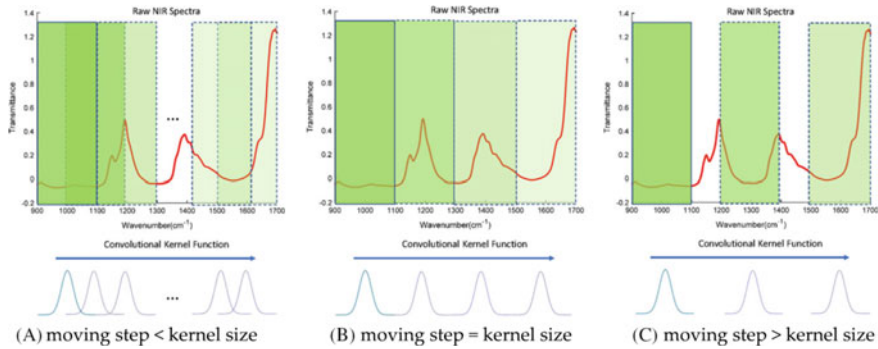 Raw NIR Spectra
1.4
1.2
1
0.8
0.6
0.4
0.2
0
-0.2
Transmittance
...
900 1000 1100 1200 1300 1400 1500 1600 1700
Wavenumber(cm⁻¹)
Convolutional Kernel Function
...
(A) moving step < kernel size
Raw NIR Spectra
1.4
1.2
1
0.8
0.6
0.4
0.2
0
-0.2
Transmittance
900 1000 1100 1200 1300 1400 1500 1600 1700
Wavenumber(cm⁻¹)
Convolutional Kernel Function
(B) moving step = kernel size
Raw NIR Spectra
1.4
1.2
1
0.8
0.6
0.4
0.2
0
-0.2
Transmittance
900 1000 1100 1200 1300 1400 1500 1600 1700
Wavenumber(cm⁻¹)
Convolutional Kernel Function
(C) moving step > kernel size